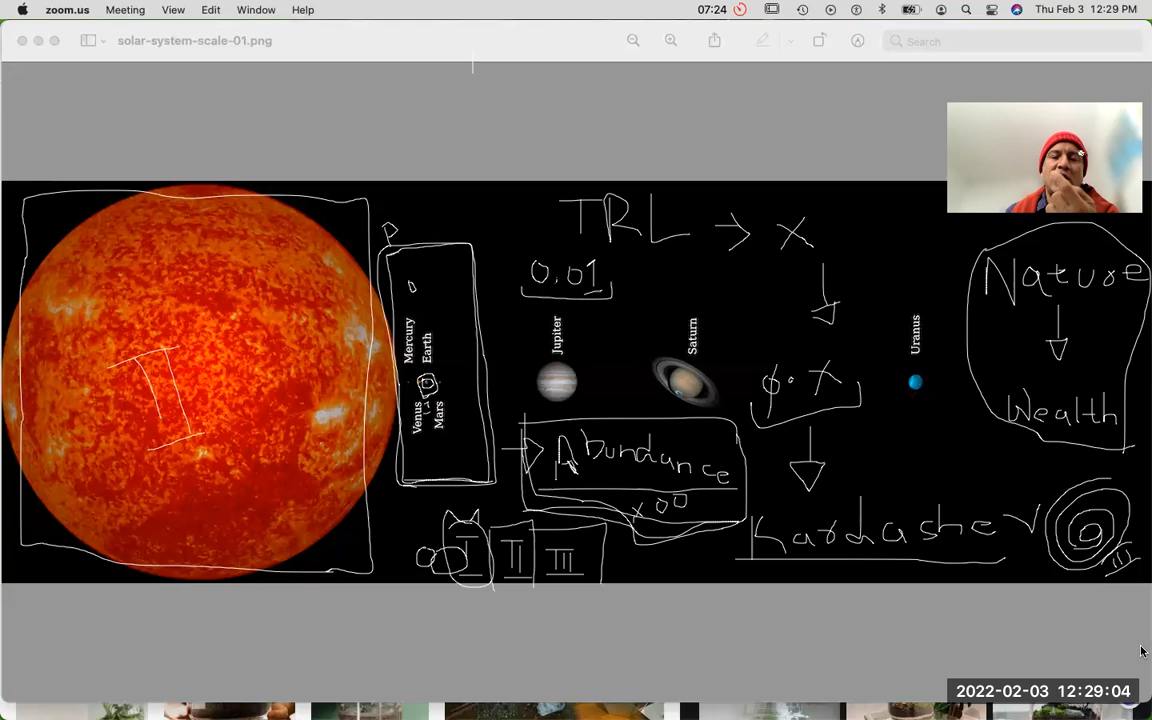 zoom.us Meeting View Edit Window Help 07:24 Thu Feb 3 12:29 PM
solar-system-scale-01.png
Search
TRL → X
P
0.01
Nature
Mercury
Earth
Venus
Mars
Jupiter
Saturn
Uranus
I
φ. X
Wealth
Abundance
x00
Kardashev
I II III
III
2022-02-03 12:29:04